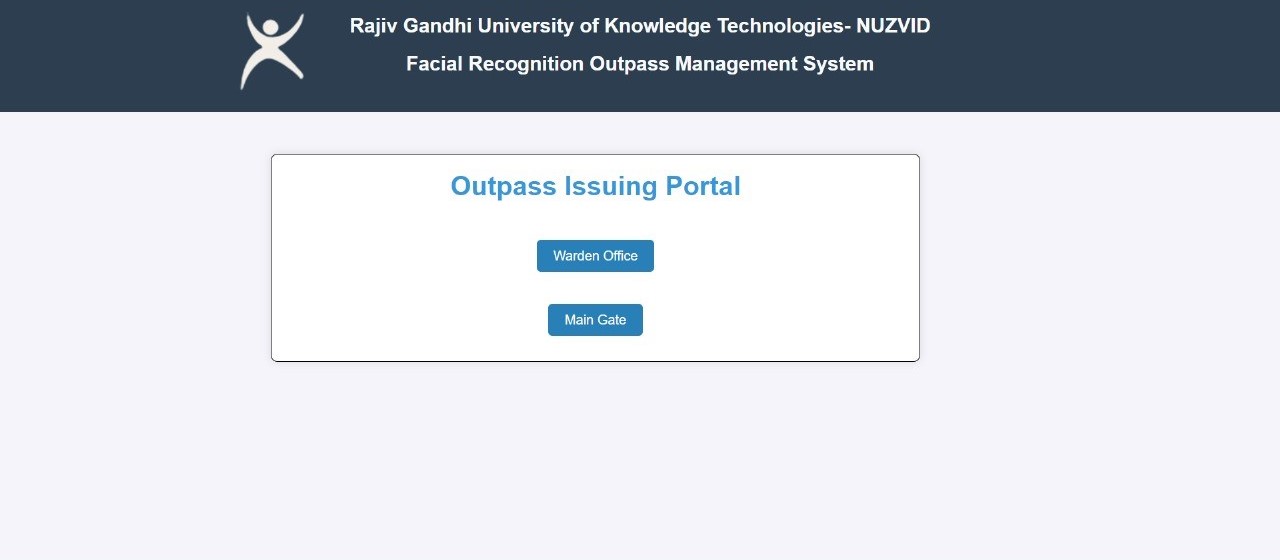 Rajiv Gandhi University of Knowledge Technologies- NUZVID
Facial Recognition Outpass Management System
Outpass Issuing Portal
Warden Office
Main Gate